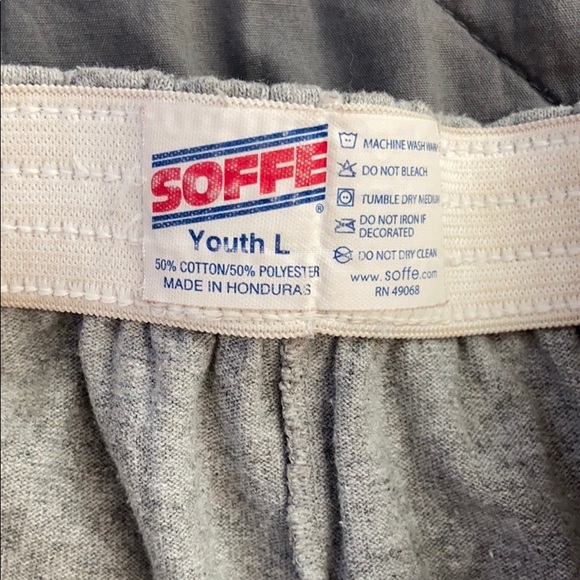 SOFFE
®
Youth L
50% COTTON/50% POLYESTER
MADE IN HONDURAS
MACHINE WASH WARM
DO NOT BLEACH
TUMBLE DRY MEDIUM
DO NOT IRON IF
DECORATED
DO NOT DRY CLEAN
www.soffe.com
RN 49068